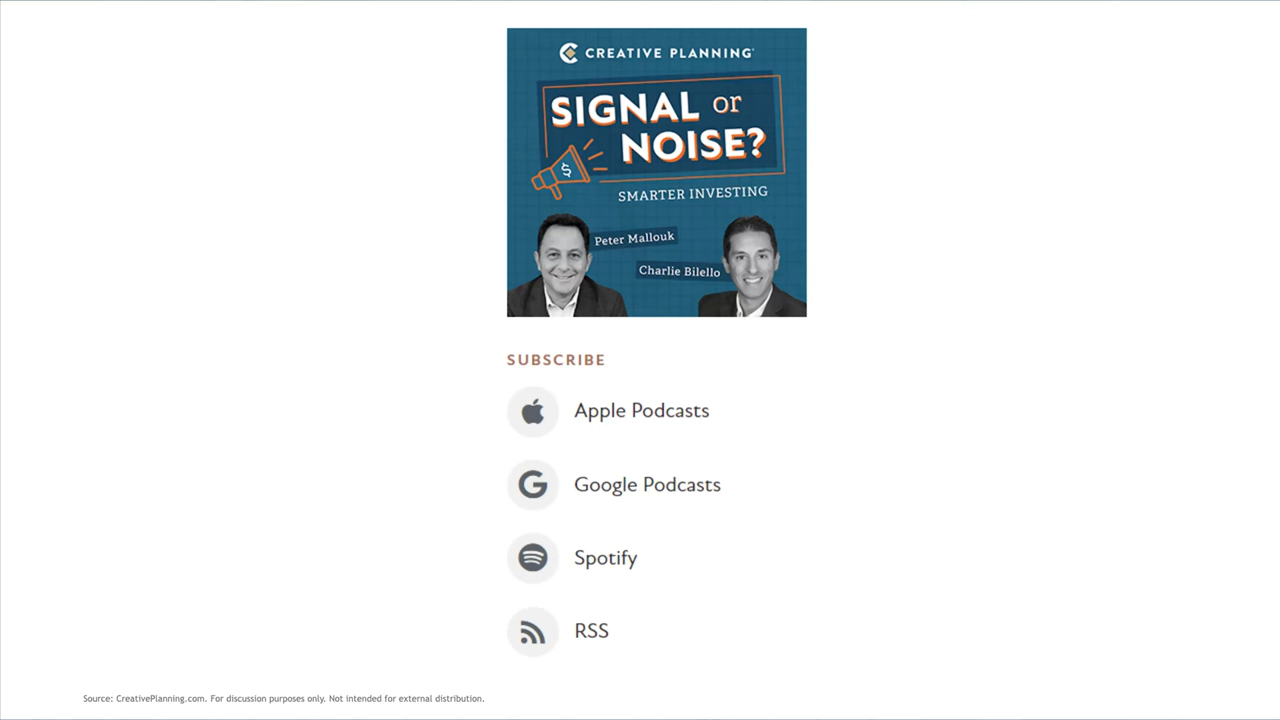 CREATIVE PLANNING
SIGNAL or
NOISE?
$
SMARTER INVESTING
Peter Mallouk
Charlie Bilello
SUBSCRIBE
Apple Podcasts
Google Podcasts
Spotify
RSS
Source: CreativePlanning.com. For discussion purposes only. Not intended for external distribution.